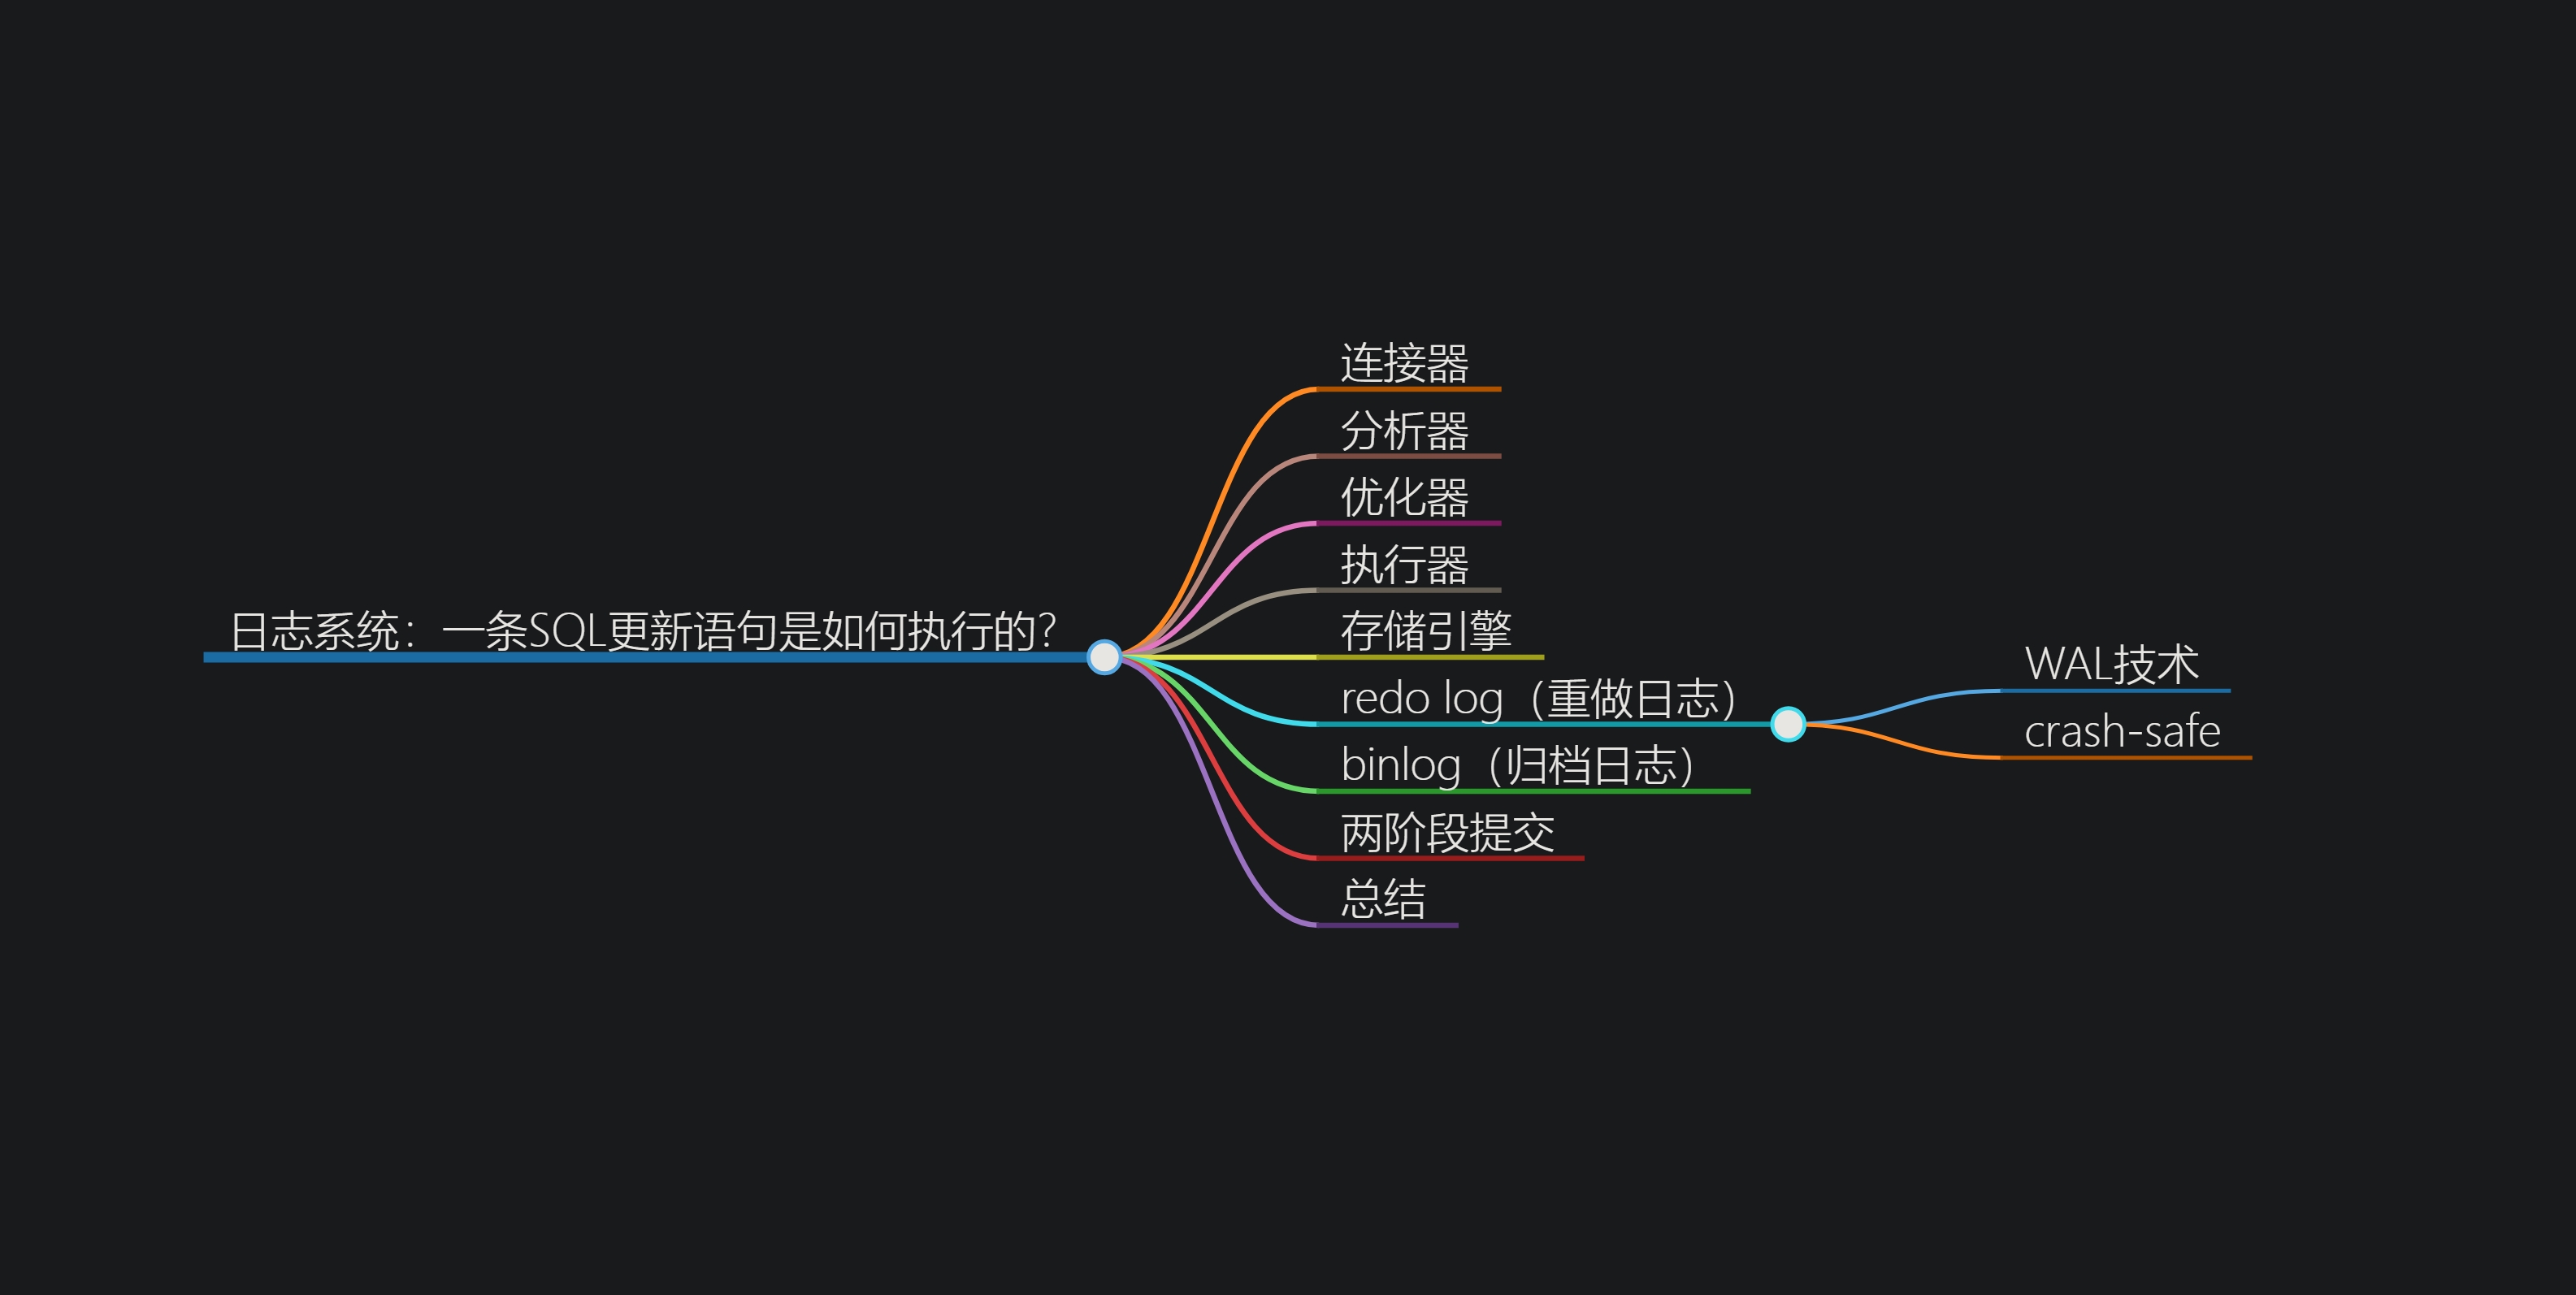 日志系统：一条SQL更新语句是如何执行的？
连接器
分析器
优化器
执行器
存储引擎
redo log（重做日志）
WAL技术
crash-safe
binlog（归档日志）
两阶段提交
总结